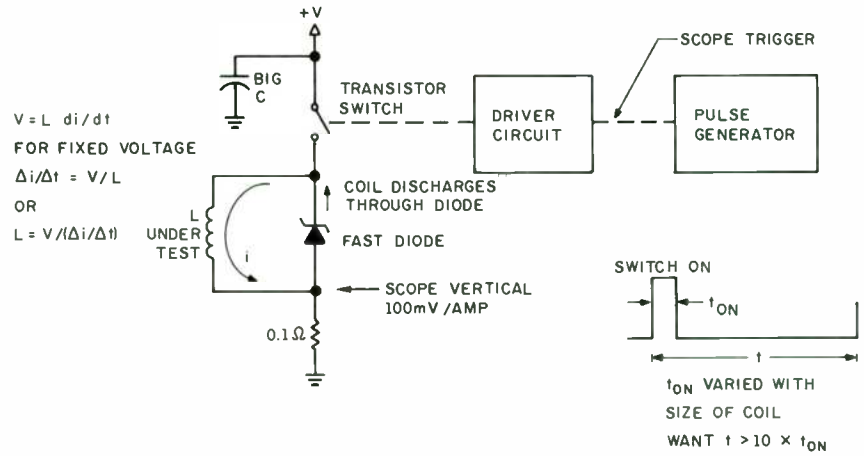 +V
BIG
C
TRANSISTOR
SWITCH
SCOPE TRIGGER
DRIVER
CIRCUIT
PULSE
GENERATOR
V = L di/dt
FOR FIXED VOLTAGE
Δi/Δt = V/L
OR
L = V/(Δi/Δt)
L
UNDER
TEST
i
COIL DISCHARGES
THROUGH DIODE
FAST DIODE
SCOPE VERTICAL
100mV/AMP
0.1Ω
SWITCH ON
tON
t
tON VARIED WITH
SIZE OF COIL
WANT t > 10 × tON